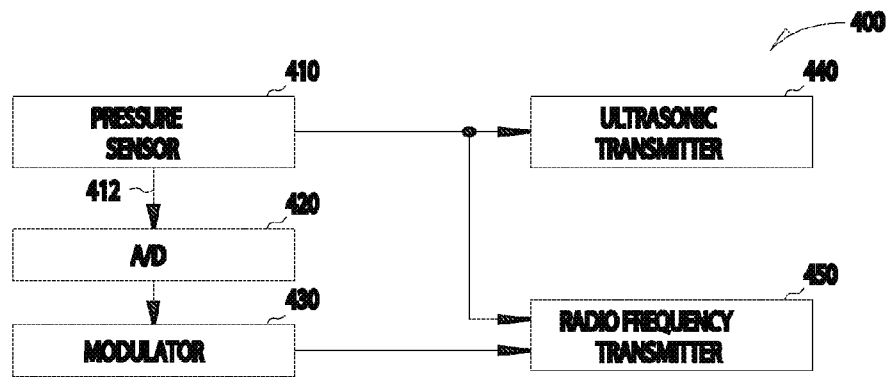 400
410
PRESSURE
SENSOR
440
ULTRASONIC
TRANSMITTER
412
420
A/D
430
MODULATOR
450
RADIO FREQUENCY
TRANSMITTER